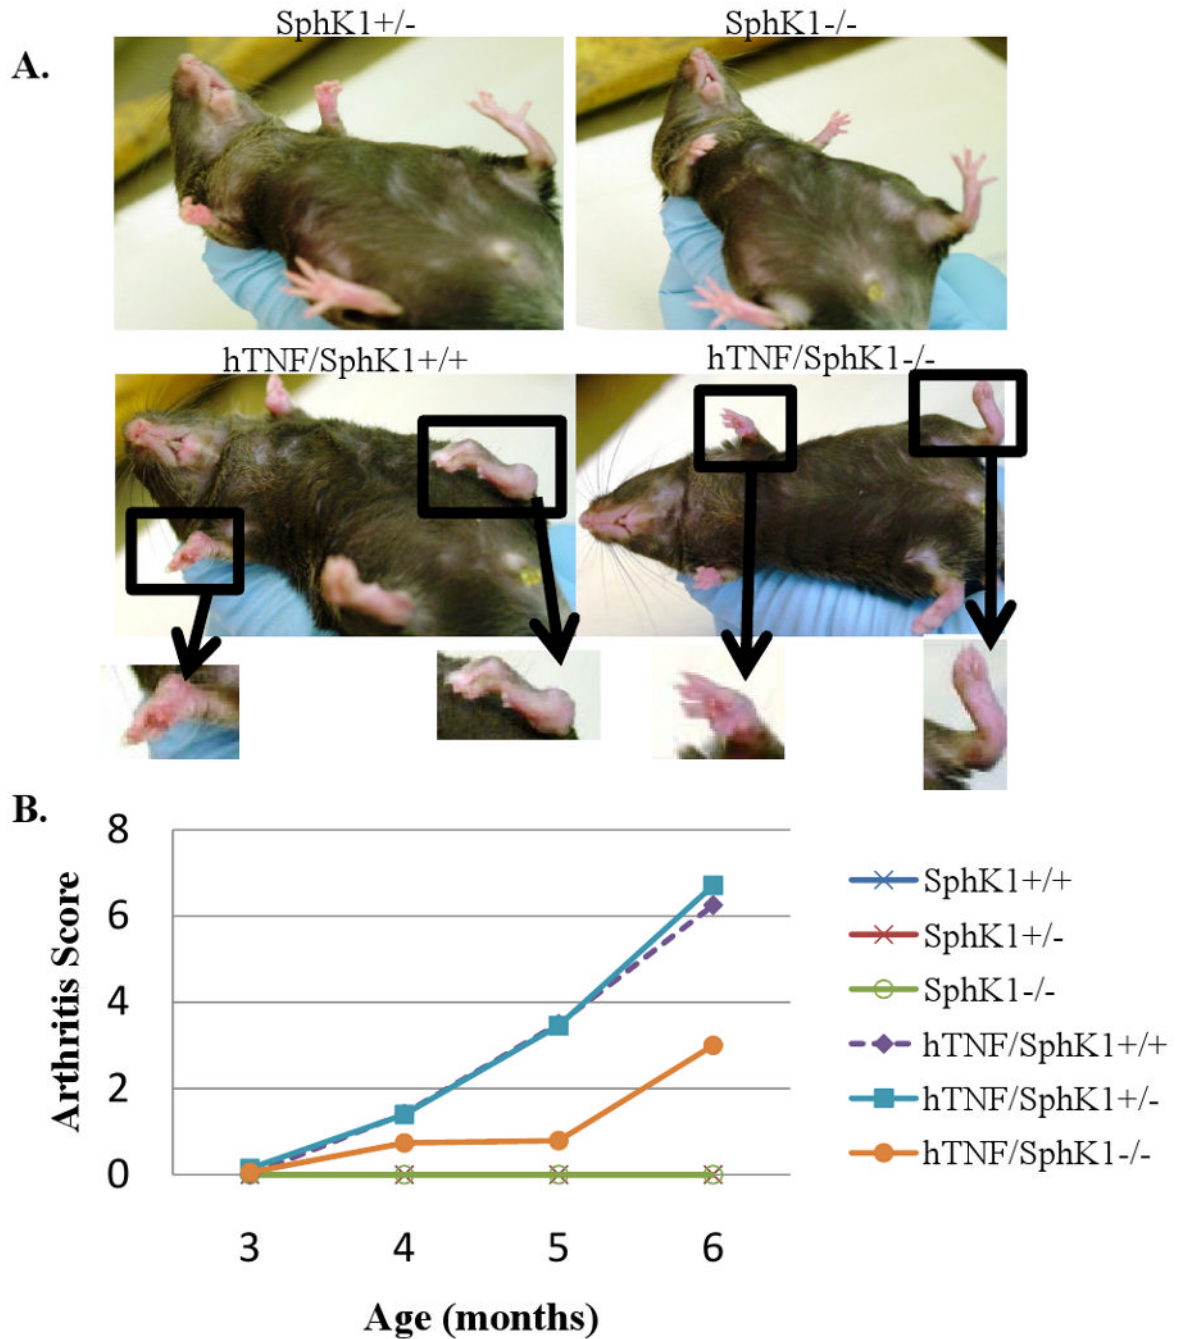 SphK1+/-
SphK1-/-
A.
hTNF/SphK1+/+
hTNF/SphK1-/-
B.
8
6
4
2
0
Arthritis Score
3
4
5
6
Age (months)
SphK1+/+
SphK1+/-
SphK1-/-
hTNF/SphK1+/+
hTNF/SphK1+/-
hTNF/SphK1-/-